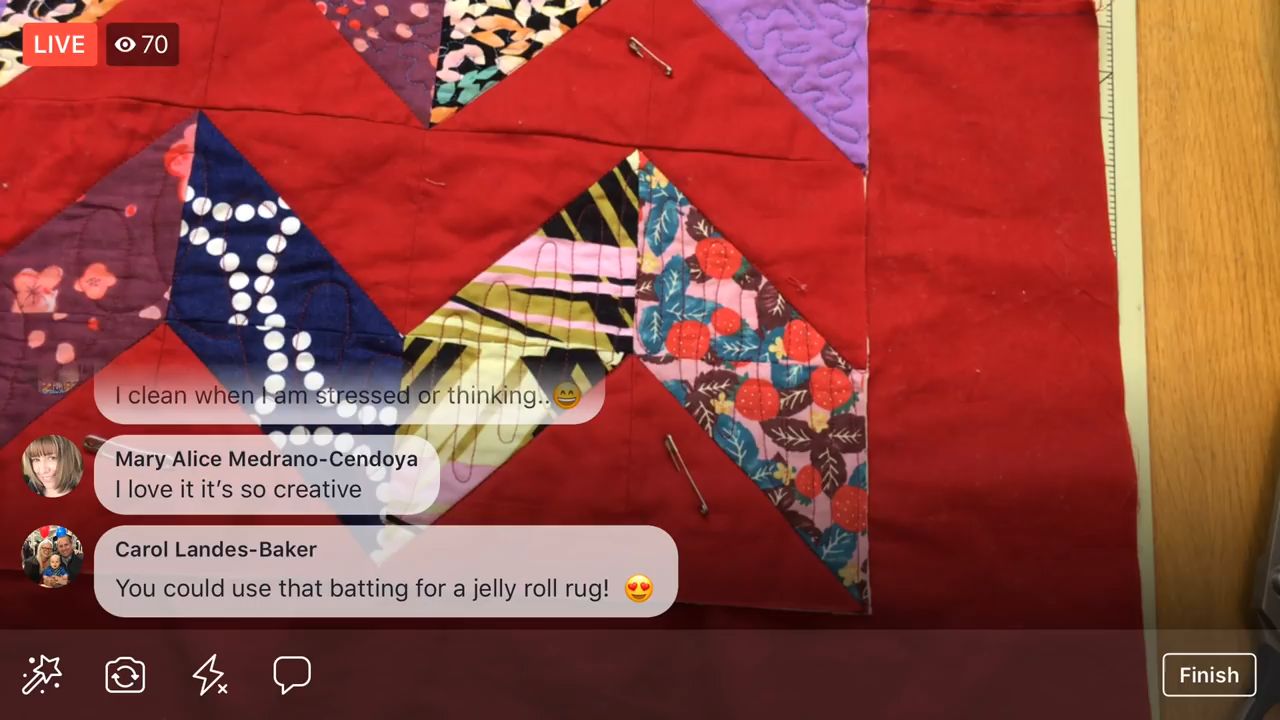 LIVE
70
I clean when I am stressed or thinking..😄
Mary Alice Medrano-Cendoya
I love it it's so creative
Carol Landes-Baker
You could use that batting for a jelly roll rug! 😍
Finish